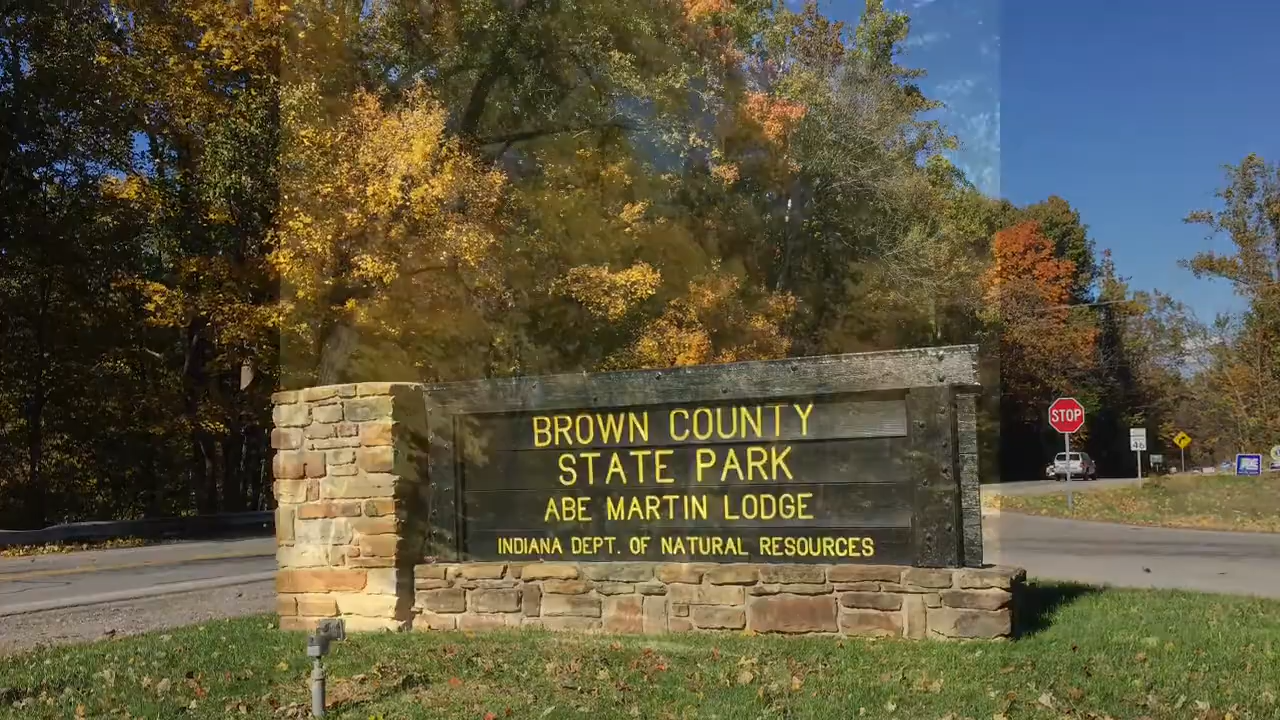 BROWN COUNTY
STATE PARK
ABE MARTIN LODGE
INDIANA DEPT. OF NATURAL RESOURCES
STOP
46